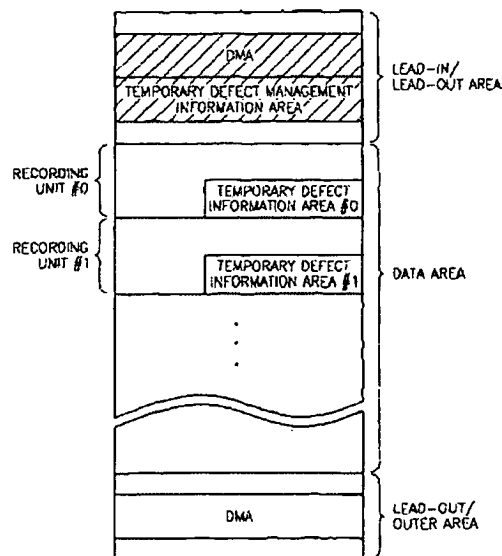 DMA
TEMPORARY DEFECT MANAGEMENT
INFORMATION AREA
LEAD-IN/
LEAD-OUT AREA
RECORDING
UNIT #0
TEMPORARY DEFECT
INFORMATION AREA #0
RECORDING
UNIT #1
TEMPORARY DEFECT
INFORMATION AREA #1
DATA AREA
DMA
LEAD-OUT/
OUTER AREA